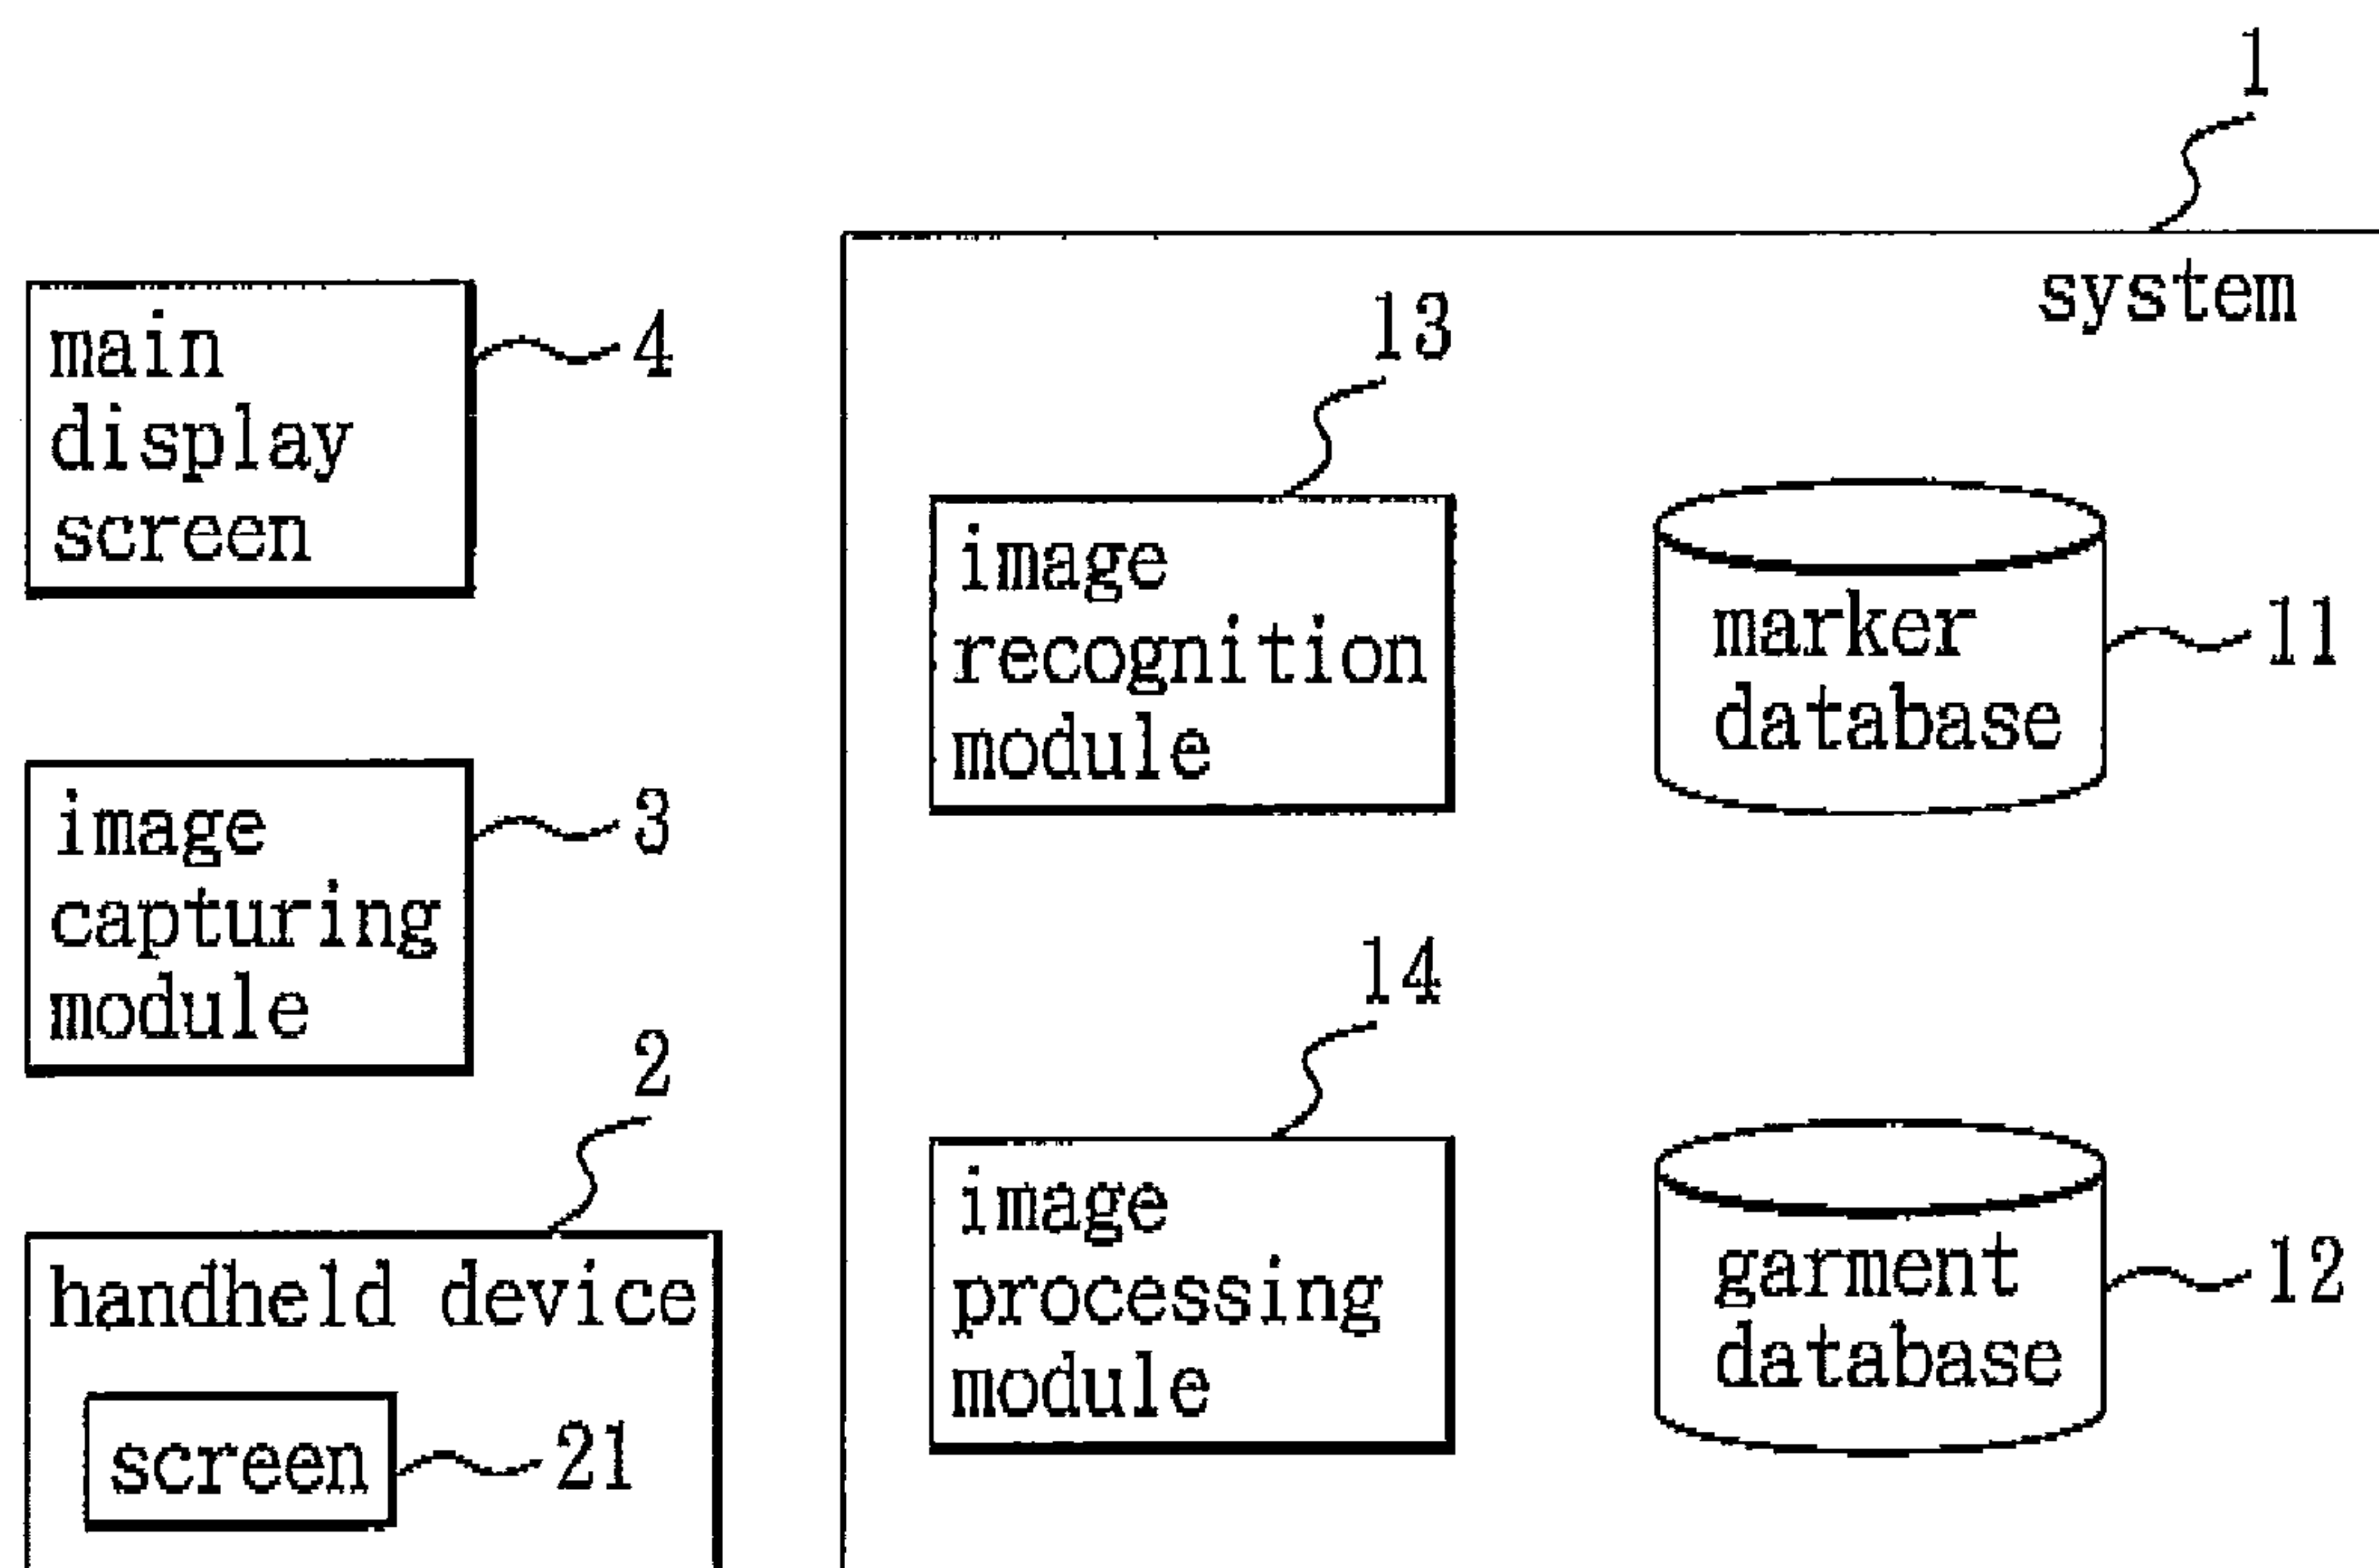 1
system
main
display
screen
4
13
image
recognition
module
marker
database
11
image
capturing
module
3
14
image
processing
module
garment
database
12
2
handheld device
screen
21